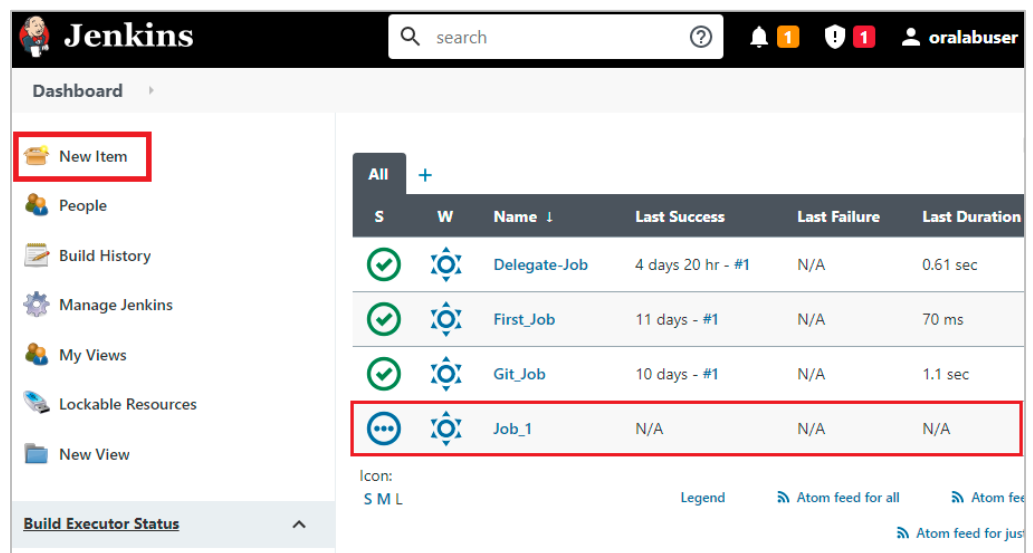 Jenkins
search
1
1
oralabuser
Dashboard
New Item
People
Build History
Manage Jenkins
My Views
Lockable Resources
New View
Build Executor Status
All +
S W Name ↓ Last Success Last Failure Last Duration
Delegate-Job 4 days 20 hr - #1 N/A 0.61 sec
First_Job 11 days - #1 N/A 70 ms
Git_Job 10 days - #1 N/A 1.1 sec
Job_1 N/A N/A N/A
Icon:
S M L
Legend Atom feed for all Atom fee
Atom feed for jus